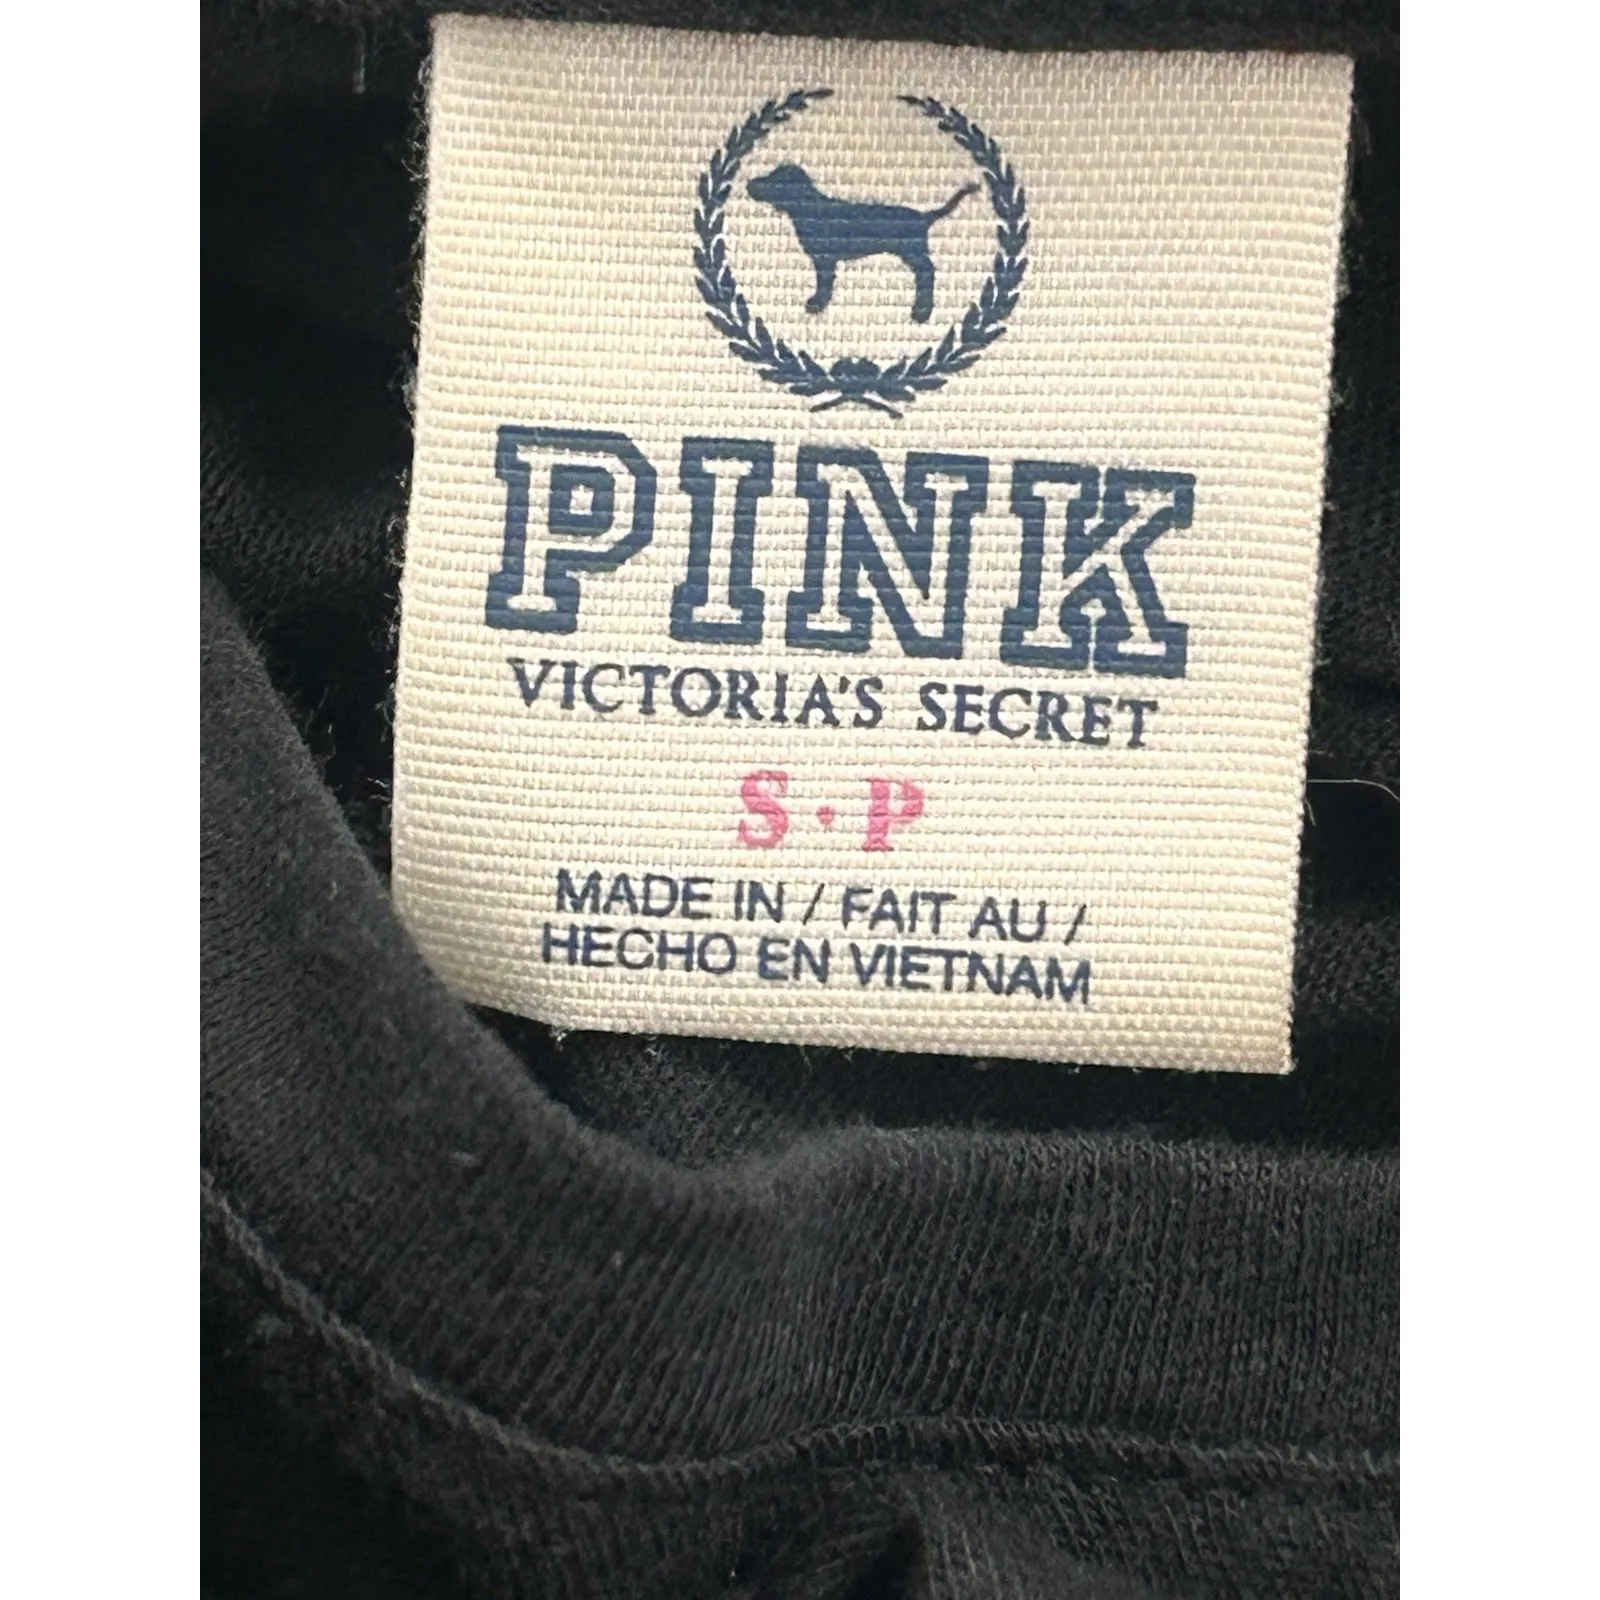 PINK
VICTORIA'S SECRET
S·P
MADE IN / FAIT AU /
HECHO EN VIETNAM